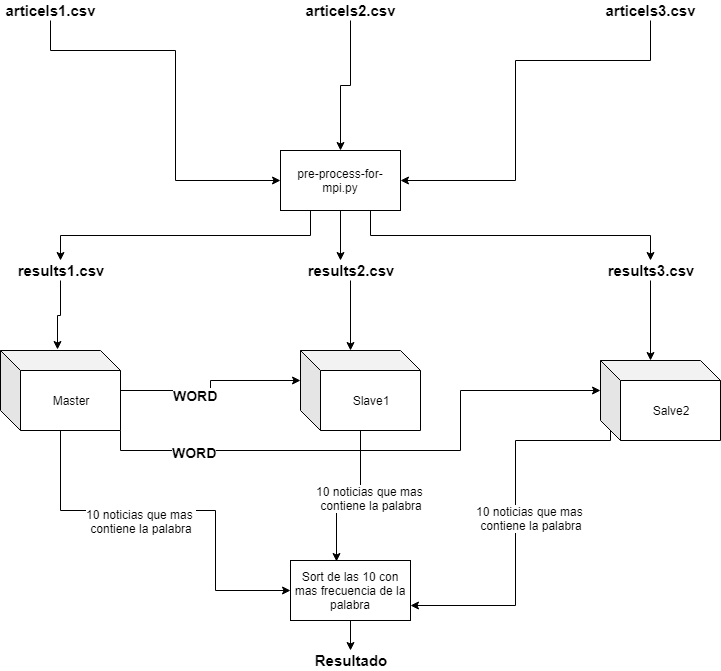 articels1.csv
articels2.csv
articels3.csv
pre-process-for-
mpi.py
results1.csv
results2.csv
results3.csv
Master
WORD
Slave1
Salve2
WORD
10 noticias que mas
contiene la palabra
10 noticias que mas
contiene la palabra
10 noticias que mas
contiene la palabra
Sort de las 10 con
mas frecuencia de la
palabra
Resultado